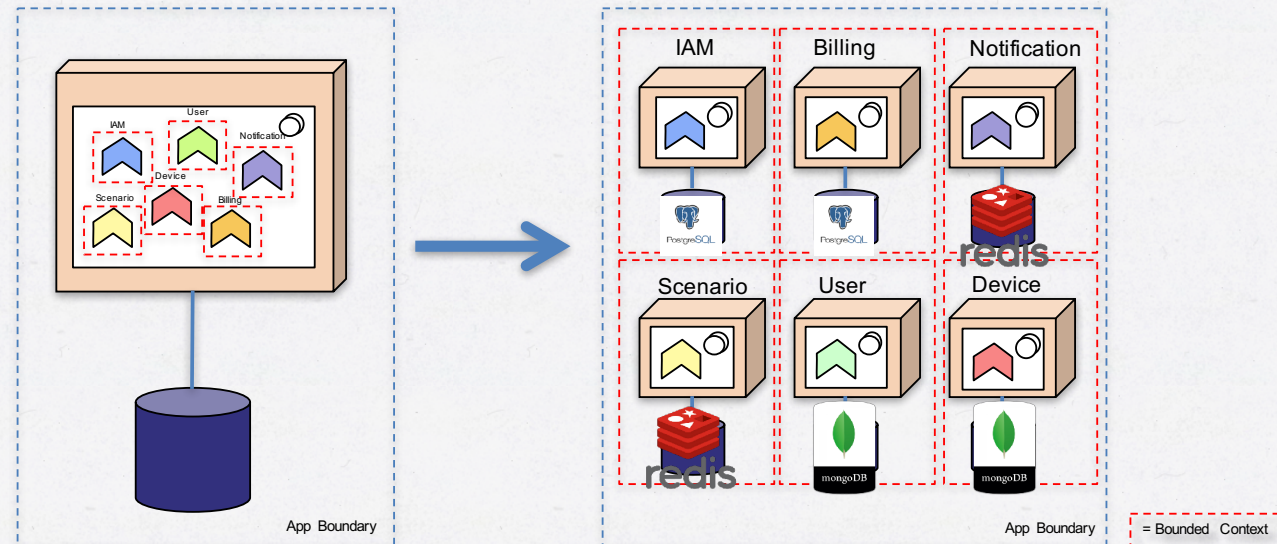 IAM
User
Notification
Device
Scenario
Billing
App Boundary
IAM
Billing
Notification
PostgreSQL
PostgreSQL
redis
Scenario
User
Device
redis
mongoDB
mongoDB
App Boundary
= Bounded Context